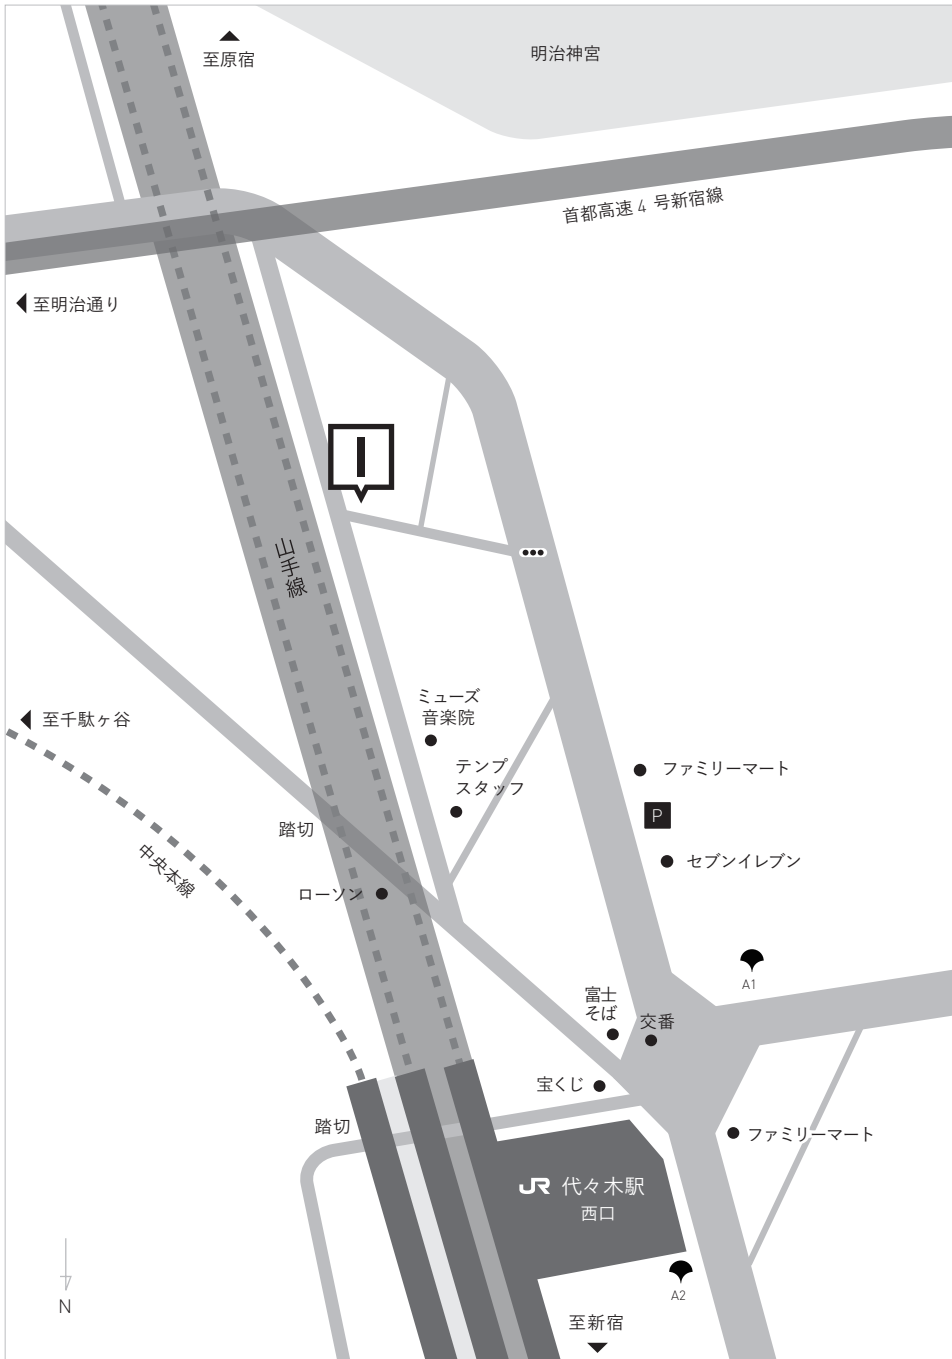 至原宿
明治神宮
首都高速 4 号新宿線
至明治通り
I
山手線
至千駄ヶ谷
ミューズ
音楽院
テンプ
スタッフ
ファミリーマート
P
セブンイレブン
踏切
中央本線
ローソン
A1
富士
そば
交番
宝くじ
踏切
ファミリーマート
JR 代々木駅
西口
A2
N
至新宿